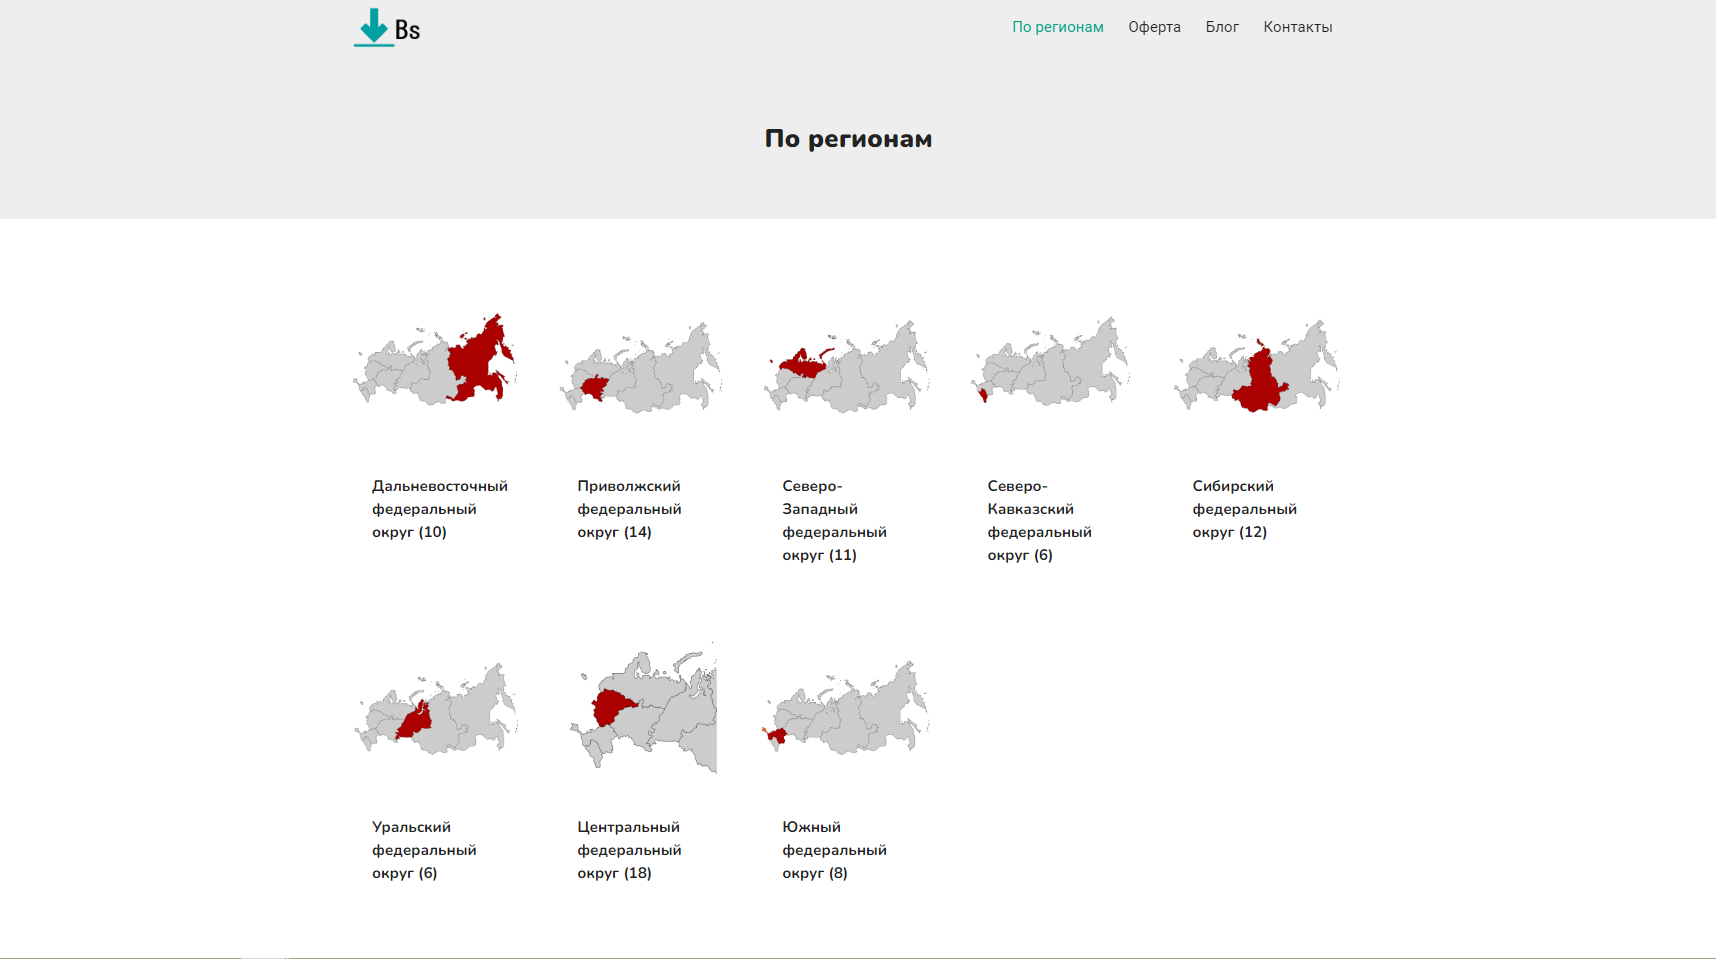 Bs
По регионам
Оферта
Блог
Контакты
По регионам
Дальневосточный
федеральный
округ (10)
Приволжский
федеральный
округ (14)
Северо-
Западный
федеральный
округ (11)
Северо-
Кавказский
федеральный
округ (6)
Сибирский
федеральный
округ (12)
Уральский
федеральный
округ (6)
Центральный
федеральный
округ (18)
Южный
федеральный
округ (8)